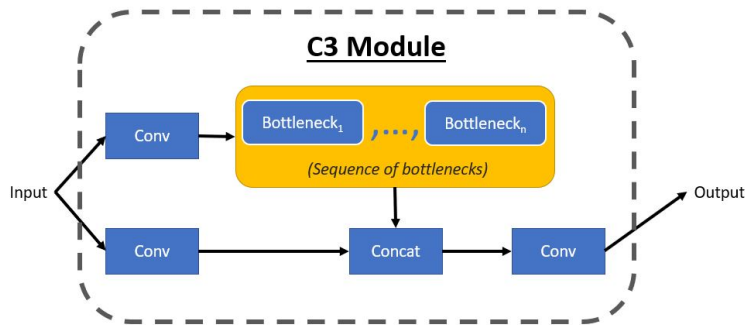 C3 Module
Conv
Bottleneck1 ,..., Bottleneckn
(Sequence of bottlenecks)
Input
Output
Conv
Concat
Conv